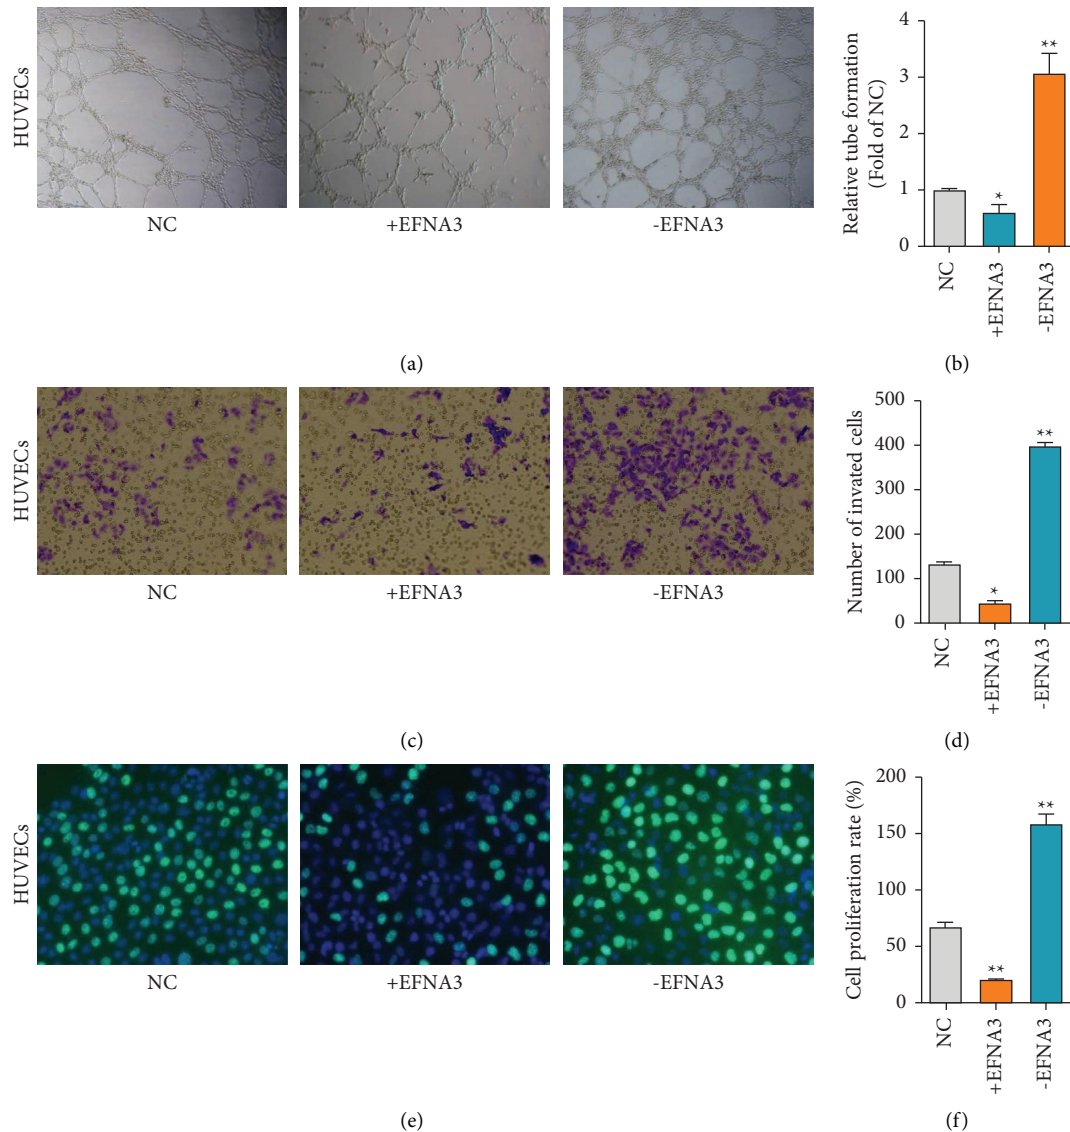 HUVECs
NC
+EFNA3
-EFNA3
(a)
Relative tube formation
(Fold of NC)
4
3
2
1
0
*
**
NC
+EFNA3
-EFNA3
(b)
HUVECs
NC
+EFNA3
-EFNA3
(c)
Number of invated cells
500
400
300
200
100
0
*
**
NC
+EFNA3
-EFNA3
(d)
HUVECs
NC
+EFNA3
-EFNA3
(e)
Cell proliferation rate (%)
200
150
100
50
0
**
**
NC
+EFNA3
-EFNA3
(f)